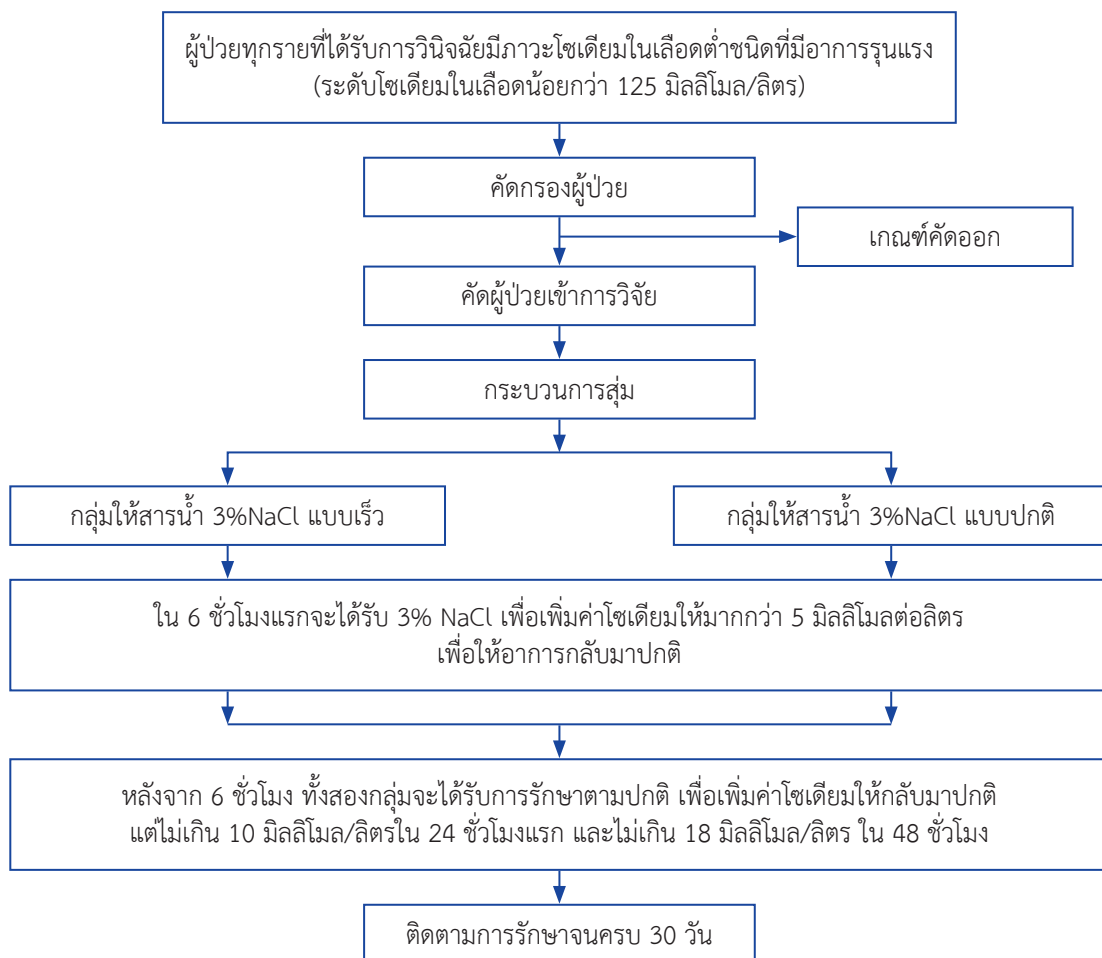 ผู้ป่วยทุกรายที่ได้รับการวินิจฉัยมีภาวะโซเดียมในเลือดต่ำชนิดที่มีอาการรุนแรง
(ระดับโซเดียมในเลือดน้อยกว่า 125 มิลลิโมล/ลิตร)
คัดกรองผู้ป่วย
เกณฑ์คัดออก
คัดผู้ป่วยเข้าการวิจัย
กระบวนการสุ่ม
กลุ่มให้สารน้ำ 3%NaCl แบบเร็ว
กลุ่มให้สารน้ำ 3%NaCl แบบปกติ
ใน 6 ชั่วโมงแรกจะได้รับ 3% NaCl เพื่อเพิ่มค่าโซเดียมให้มากกว่า 5 มิลลิโมลต่อลิตร
เพื่อให้อาการกลับมาปกติ
หลังจาก 6 ชั่วโมง ทั้งสองกลุ่มจะได้รับการรักษาตามปกติ เพื่อเพิ่มค่าโซเดียมให้กลับมาปกติ
แต่ไม่เกิน 10 มิลลิโมล/ลิตรใน 24 ชั่วโมงแรก และไม่เกิน 18 มิลลิโมล/ลิตร ใน 48 ชั่วโมง
ติดตามการรักษาจนครบ 30 วัน